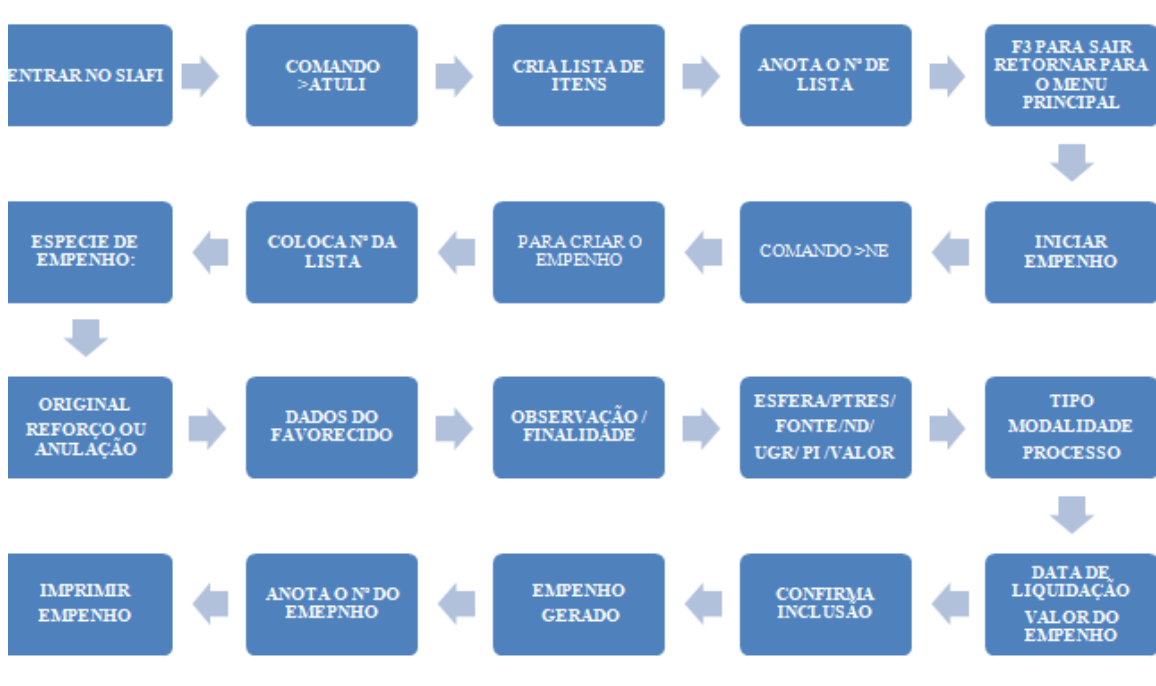 ENTRAR NO SIAFI
COMANDO
>ATULI
CRIA LISTA DE
ITENS
ANOTA O Nº DE
LISTA
F3 PARA SAIR
RETORNAR PARA
O MENU
PRINCIPAL
INICIAR
EMPENHO
COMANDO >NE
PARA CRIAR O
EMPENHO
COLOCA Nº DA
LISTA
ESPECIE DE
EMPENHO:
ORIGINAL
REFORÇO OU
ANULAÇÃO
DADOS DO
FAVORECIDO
OBSERVAÇÃO /
FINALIDADE
ESFERA/PTRES/
FONTE/ND/
UGR/ PI /VALOR
TIPO
MODALIDADE
PROCESSO
DATA DE
LIQUIDAÇÃO
VALOR DO
EMPENHO
CONFIRMA
INCLUSÃO
EMPENHO
GERADO
ANOTA O Nº DO
EMEPNHO
IMPRIMIR
EMPENHO